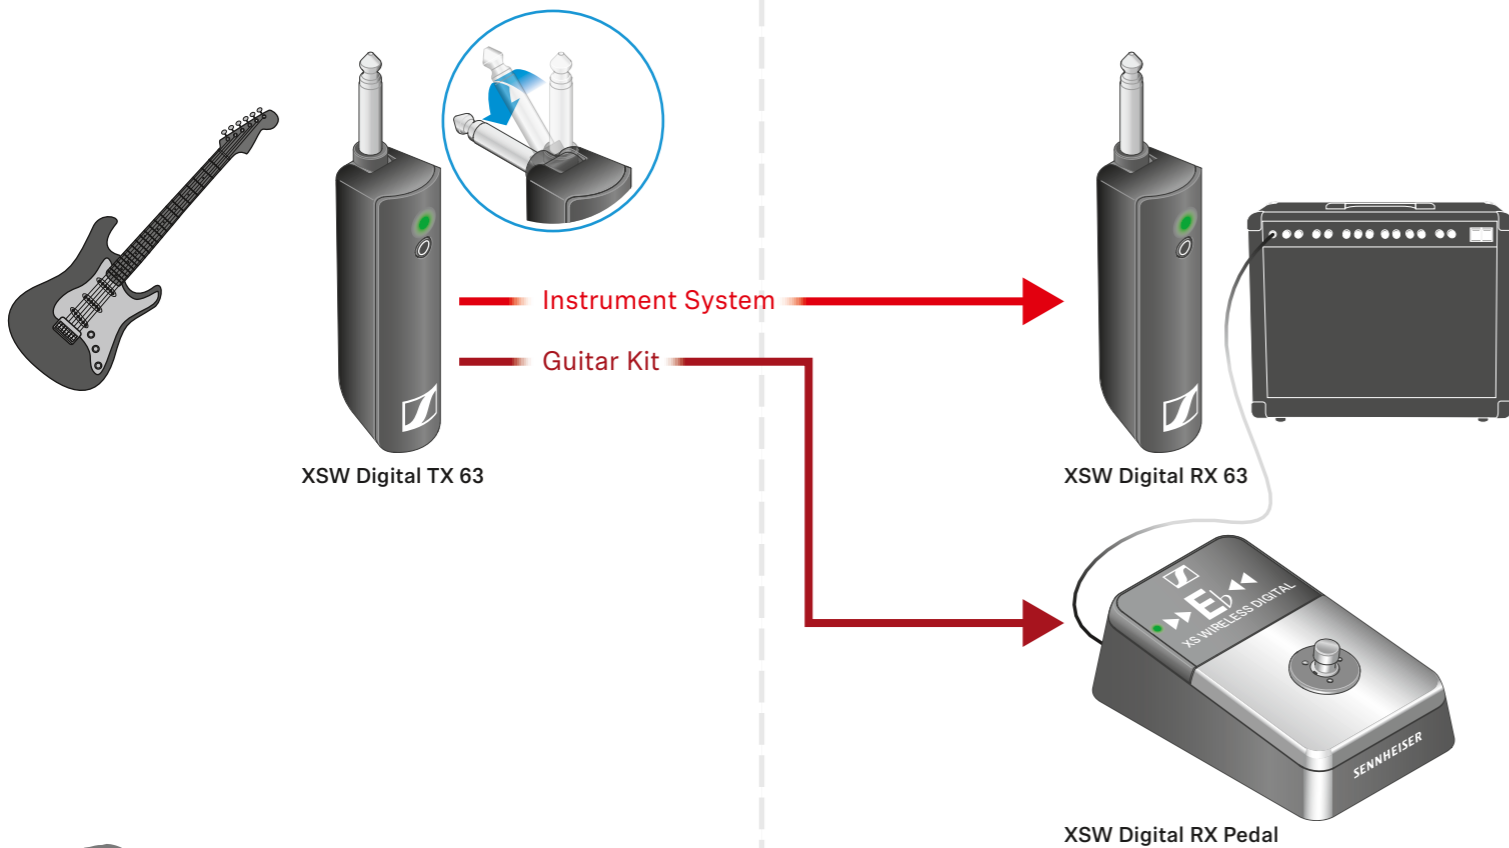 Instrument System
Guitar Kit
XSW Digital TX 63
XSW Digital RX 63
E♭
XS WIRELESS DIGITAL
SENNHEISER
XSW Digital RX Pedal